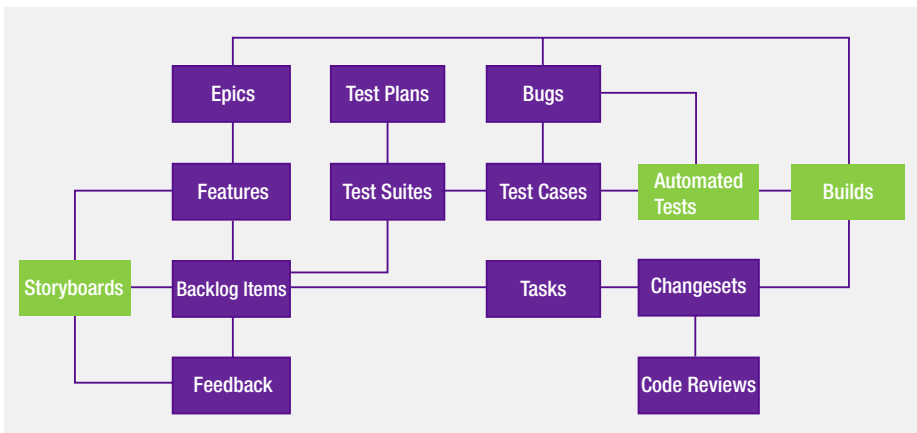 Epics
Test Plans
Bugs
Features
Test Suites
Test Cases
Automated
Tests
Builds
Storyboards
Backlog Items
Tasks
Changesets
Feedback
Code Reviews